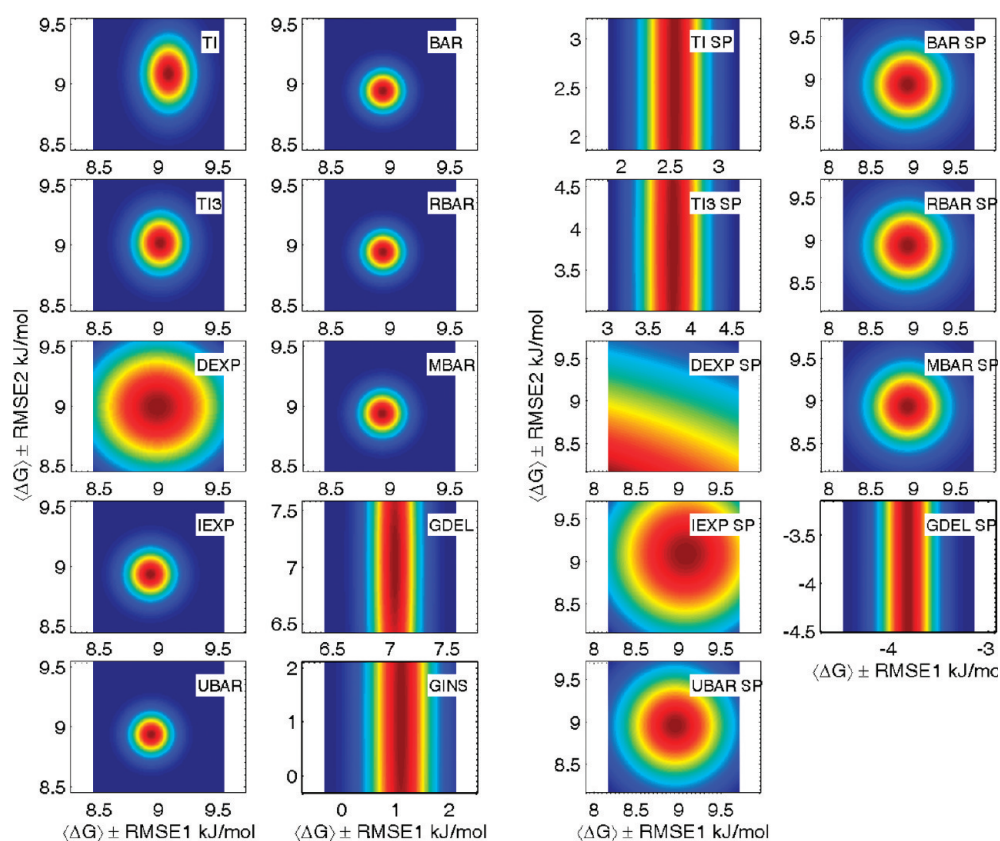 9.5 TI 9.5 BAR 3 TI SP 9.5 BAR SP
9 9 2.5 9
8.5 8.5 2 8.5
8.5 9 9.5 8.5 9 9.5 2 2.5 3 8 8.5 9 9.5
9.5 TI3 9.5 RBAR 4.5 TI3 SP 9.5 RBAR SP
9 9 4 9
8.5 8.5 3.5 8.5
8.5 9 9.5 8.5 9 9.5 3 3.5 4 4.5 8 8.5 9 9.5
⟨ΔG⟩ ± RMSE2 kJ/mol
⟨ΔG⟩ ± RMSE2 kJ/mol
9.5 DEXP 9.5 MBAR 9.5 DEXP SP 9.5 MBAR SP
9 9 9 9
8.5 8.5 8.5 8.5
8.5 9 9.5 8.5 9 9.5 8 8.5 9 9.5 8 8.5 9 9.5
9.5 IEXP 7.5 GDEL 9.5 IEXP SP -3.5 GDEL SP
9 7 9 -4
8.5 6.5 8.5 -4.5
8.5 9 9.5 6.5 7 7.5 8 8.5 9 9.5 -4 -3
⟨ΔG⟩ ± RMSE1 kJ/mo
9.5 UBAR 2 GINS 9.5 UBAR SP
9 1 9
8.5 0 8.5
8.5 9 9.5 0 1 2 8 8.5 9 9.5
⟨ΔG⟩ ± RMSE1 kJ/mol ⟨ΔG⟩ ± RMSE1 kJ/mol ⟨ΔG⟩ ± RMSE1 kJ/mol